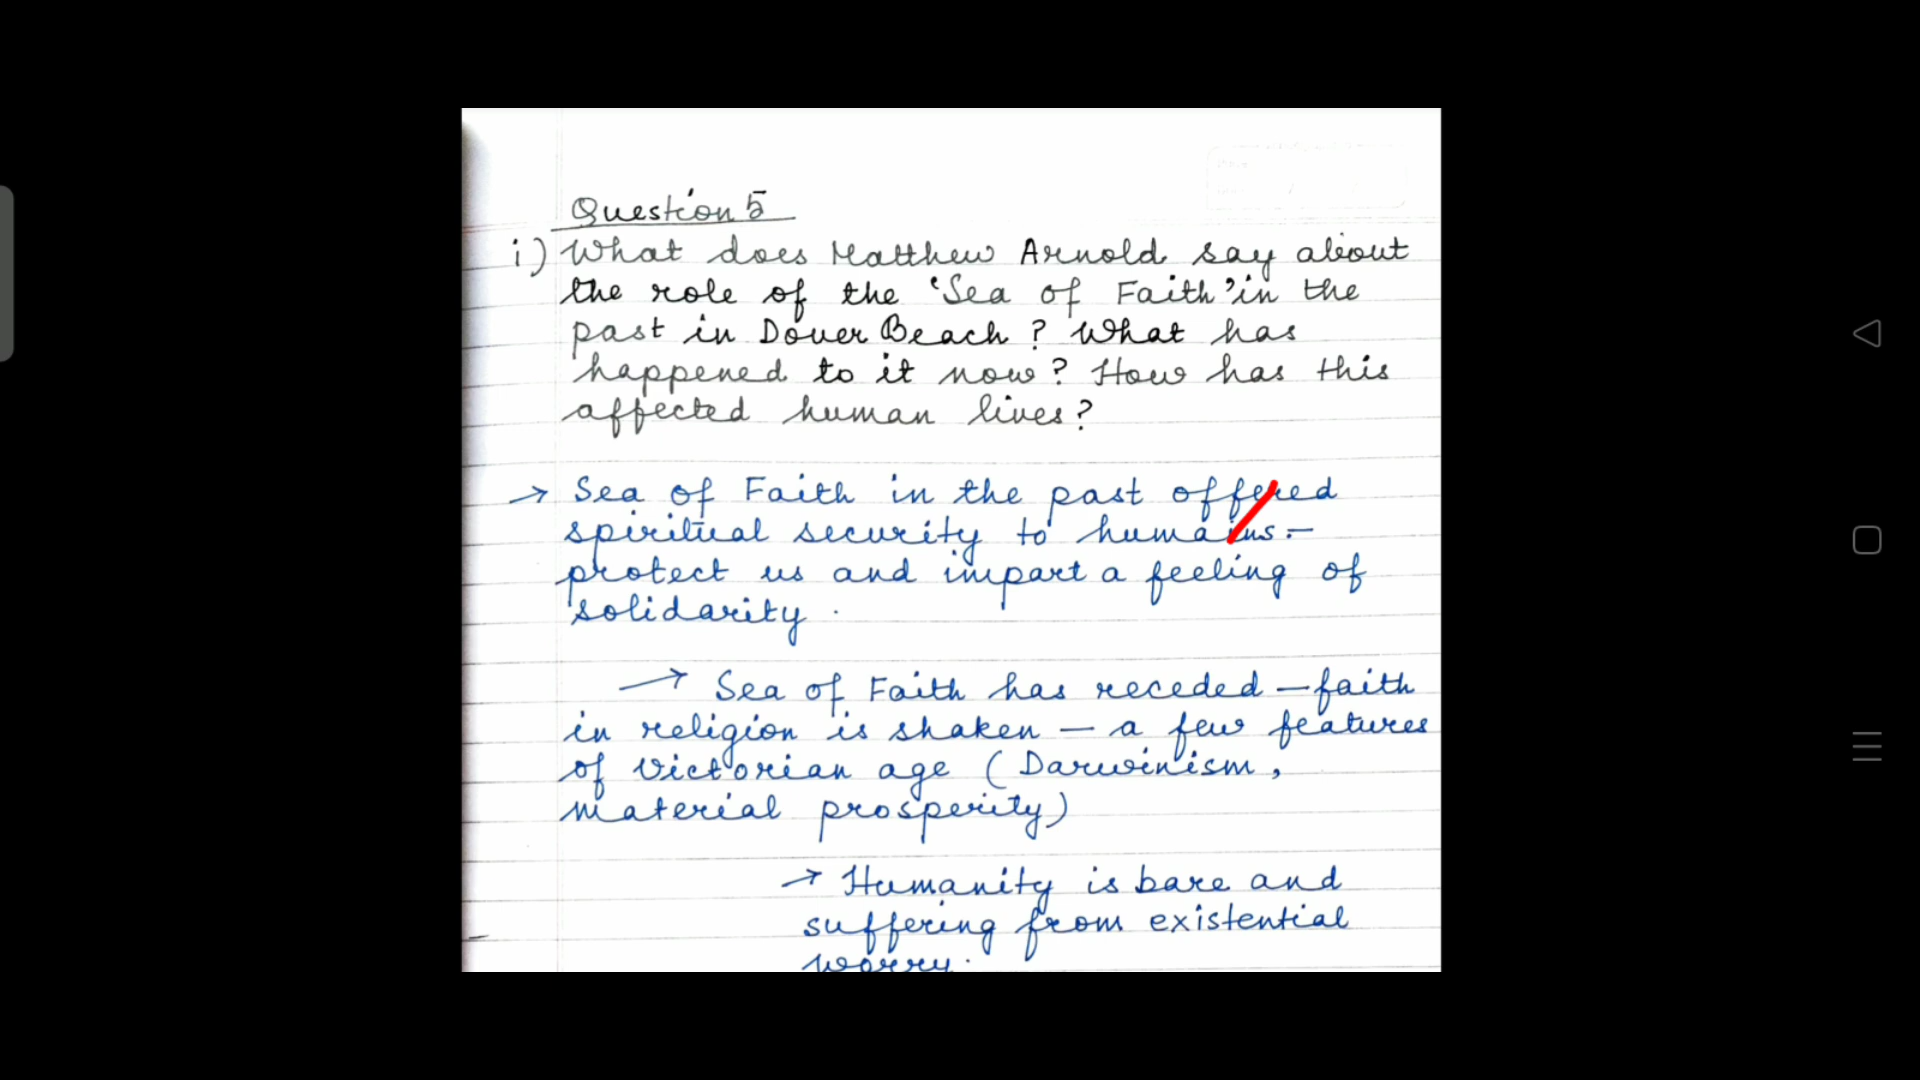 Question 5
i) What does Matthew Arnold say about
the role of the 'Sea of Faith' in the
past in Dover Beach? What has
happened to it now? How has this
affected human lives?
→ Sea of Faith in the past offered
spiritual security to humans. –
protect us and impart a feeling of
solidarity.
→ Sea of Faith has receded – faith
in religion is shaken – a few features
of Victorian age (Darwinism,
material prosperity)
→ Humanity is bare and
suffering from existential
worry.